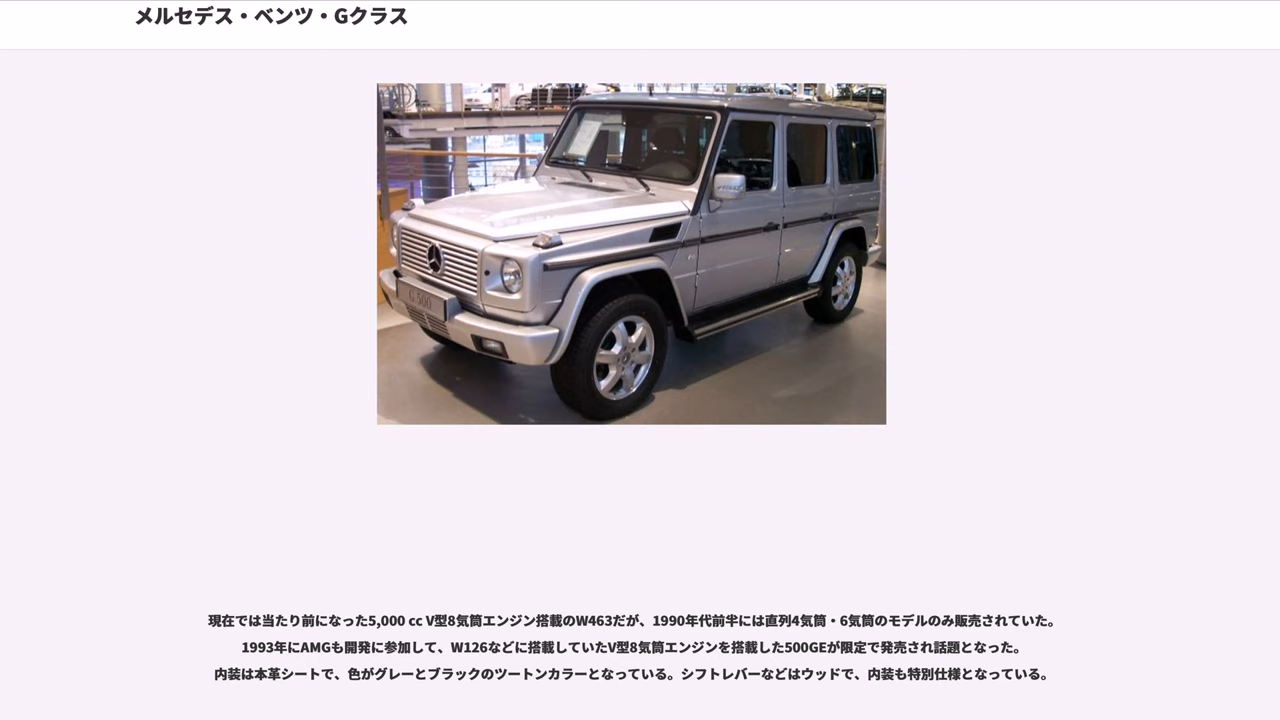 メルセデス・ベンツ・Gクラス
G 500
現在では当たり前になった5,000 cc V型8気筒エンジン搭載のW463だが、1990年代前半には直列4気筒・6気筒のモデルのみ販売されていた。
1993年にAMGも開発に参加して、W126などに搭載していたV型8気筒エンジンを搭載した500GEが限定で発売され話題となった。
内装は本革シートで、色がグレーとブラックのツートンカラーとなっている。シフトレバーなどはウッドで、内装も特別仕様となっている。